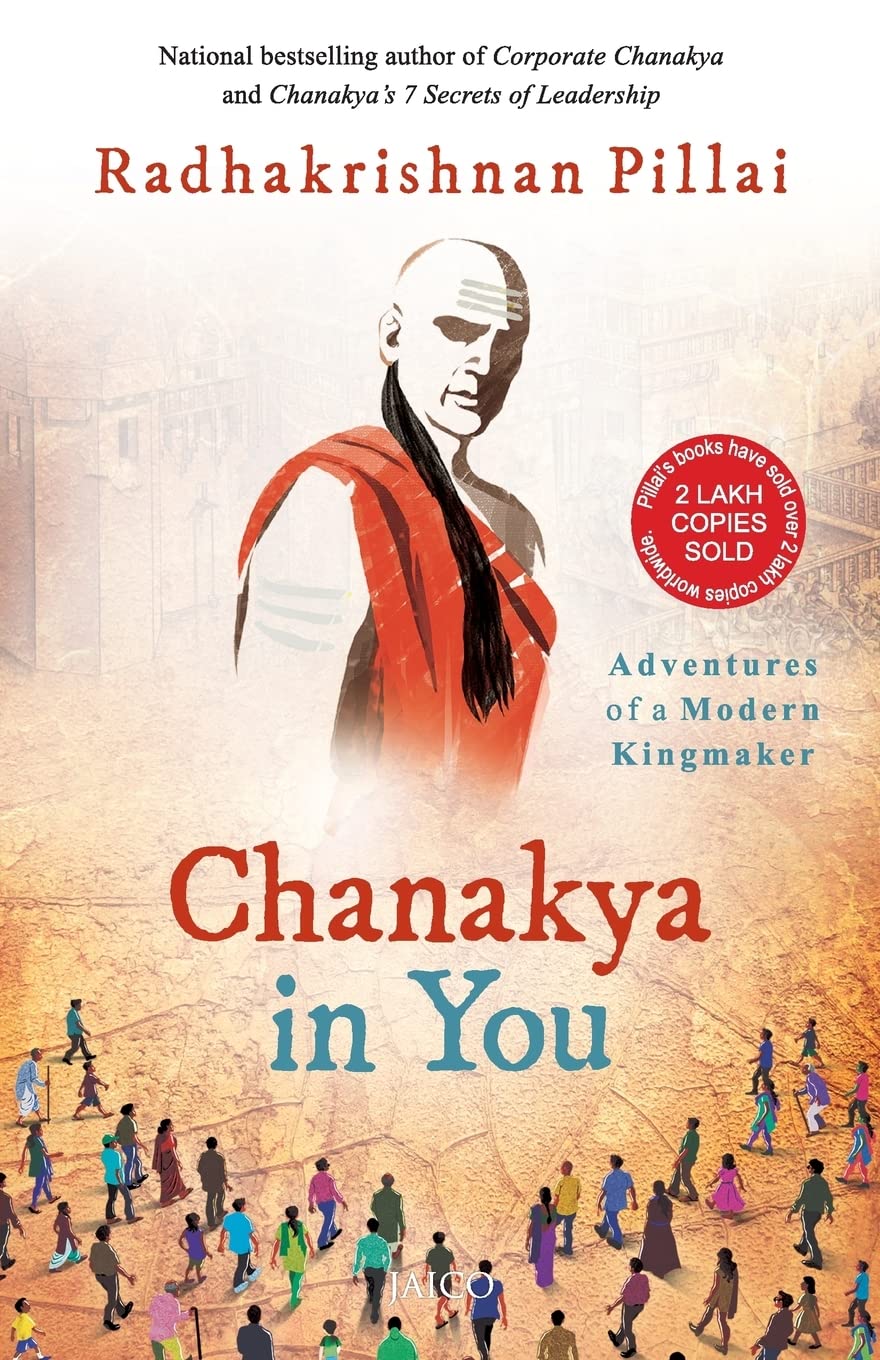 National bestselling author of Corporate Chanakya
and Chanakya's 7 Secrets of Leadership
Radhakrishnan Pillai
Pillai's books have sold over 2 lakh copies worldwide.
2 LAKH
COPIES
SOLD
Adventures
of a Modern
Kingmaker
Chanakya
in You
JAICO